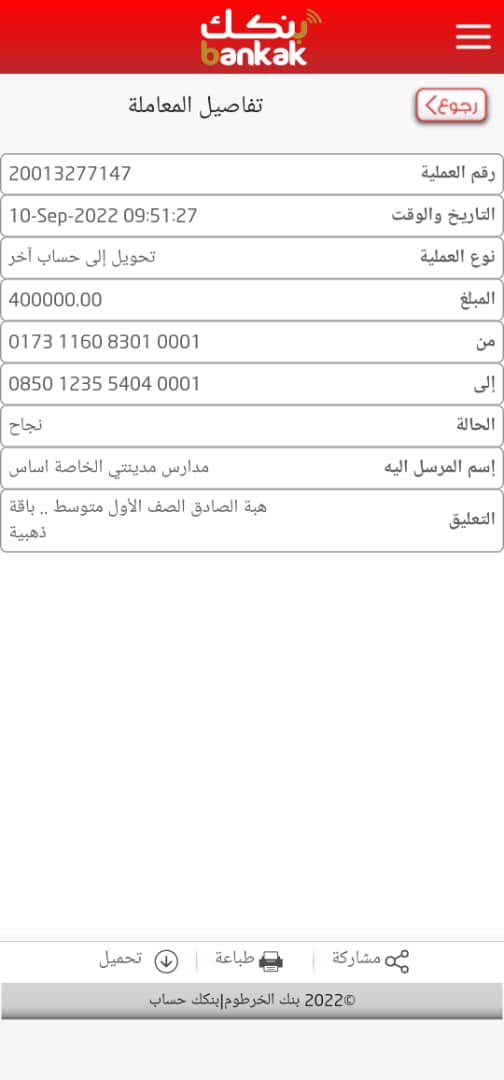 بنكك
bankak
رجوع
تفاصيل المعاملة
رقم العملية 20013277147
التاريخ والوقت 10-Sep-2022 09:51:27
نوع العملية تحويل إلى حساب آخر
المبلغ 400000.00
من 0173 1160 8301 0001
إلى 0850 1235 5404 0001
الحالة نجاح
إسم المرسل اليه مدارس مدينتي الخاصة اساس
التعليق هبة الصادق الصف الأول متوسط .. باقة
ذهبية
مشاركة | طباعة | تحميل
©2022 بنك الخرطوم|بنكك حساب